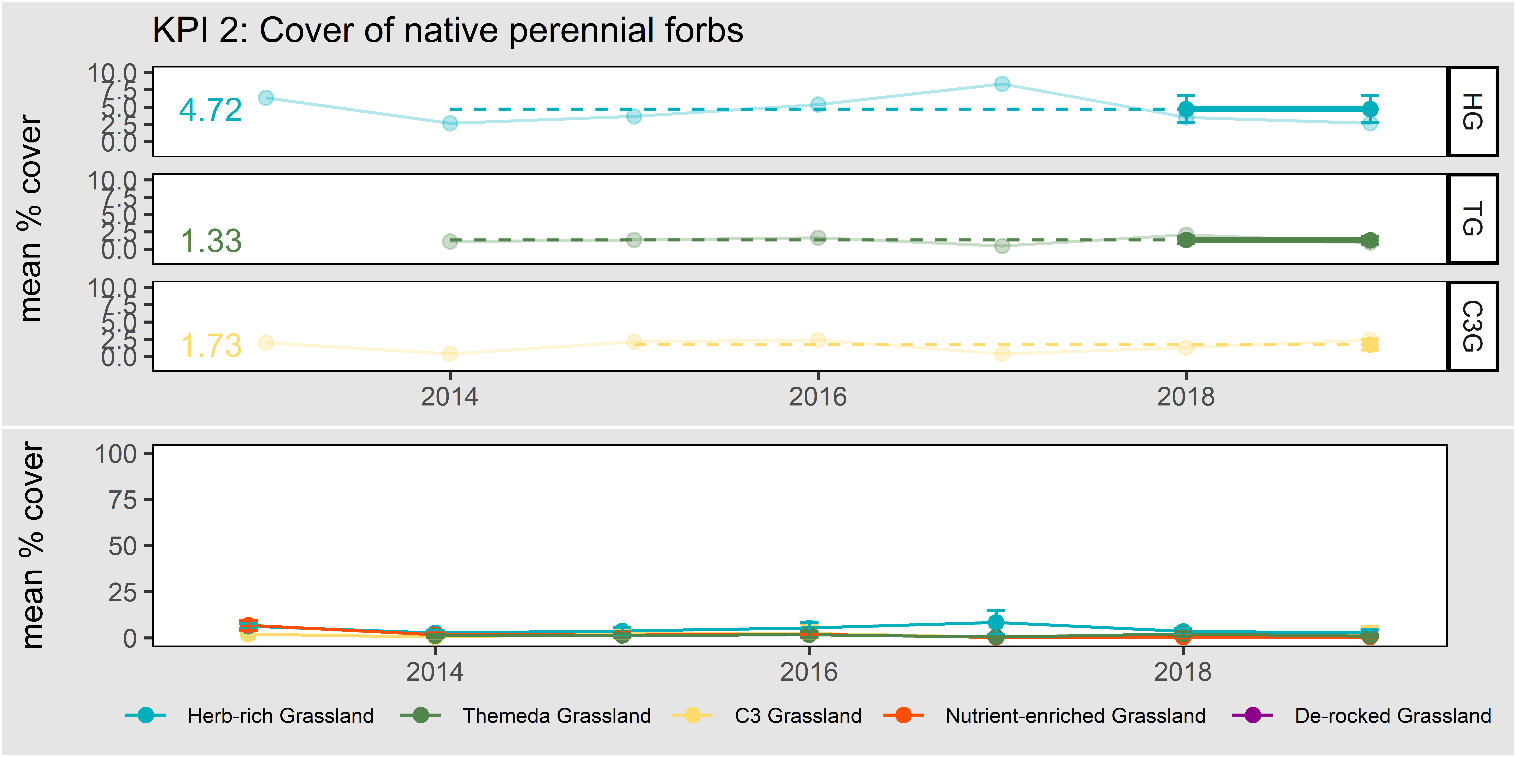 KPI 2: Cover of native perennial forbs
mean % cover
10.0
7.5
5.0
2.5
0.0
4.72
HG
10.0
7.5
5.0
2.5
0.0
1.33
TG
10.0
7.5
5.0
2.5
0.0
1.73
C3G
2014 2016 2018
mean % cover
100
75
50
25
0
2014 2016 2018
Herb-rich Grassland Themeda Grassland C3 Grassland Nutrient-enriched Grassland De-rocked Grassland